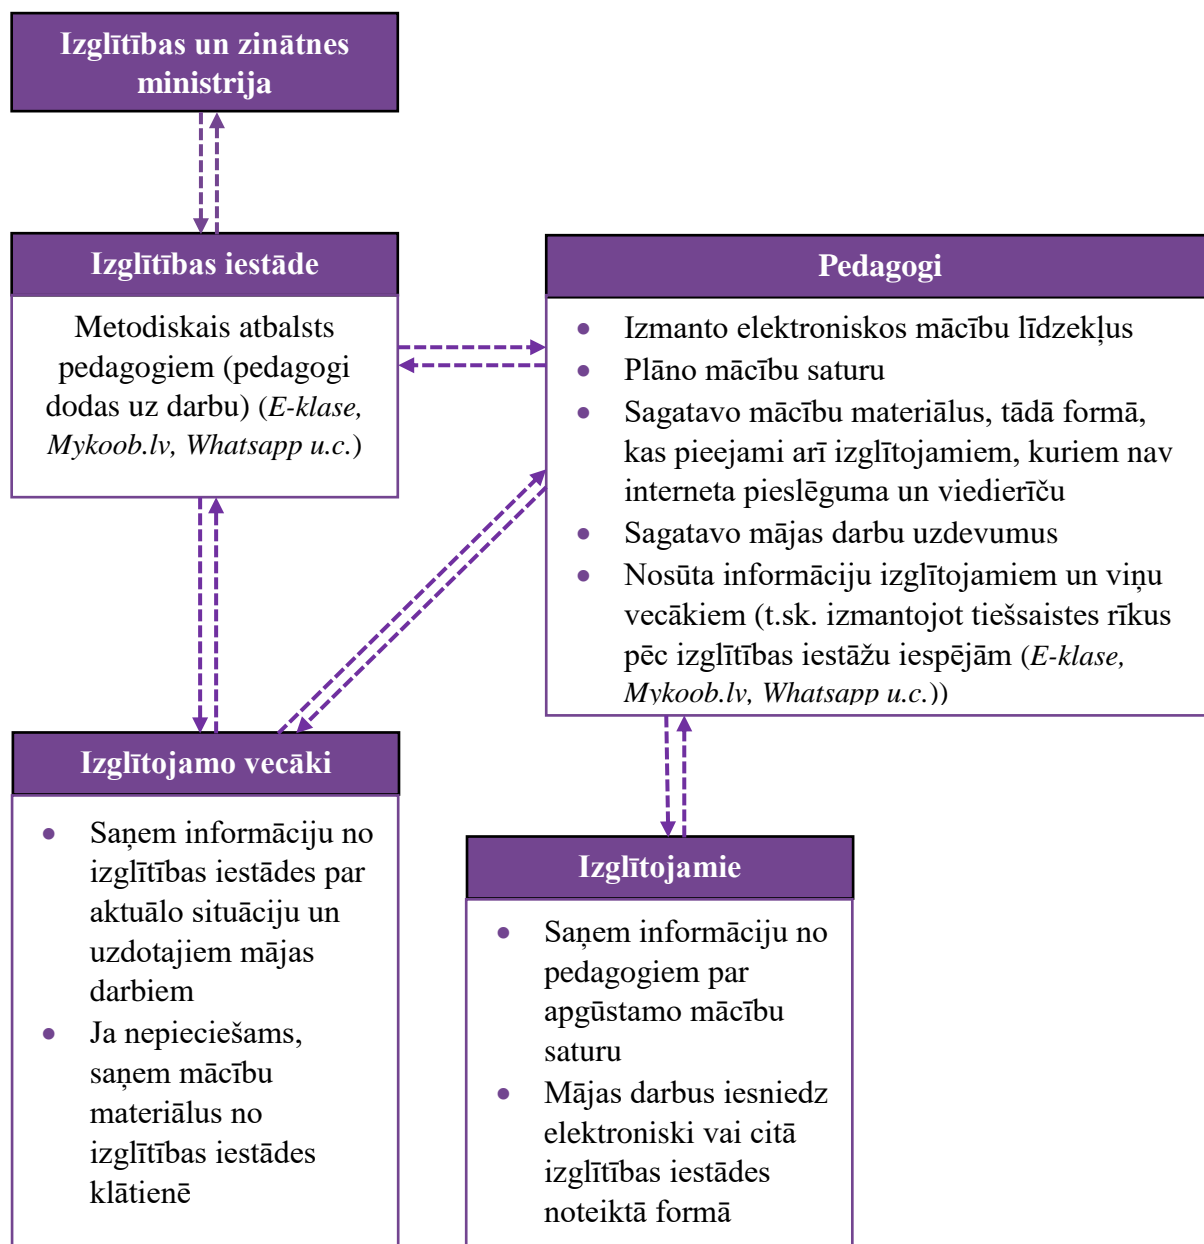 Izglītības un zinātnes
ministrija
Izglītības iestāde
Metodiskais atbalsts
pedagogiem (pedagogi
dodas uz darbu) (E-klase,
Mykoob.lv, Whatsapp u.c.)
Pedagogi
• Izmanto elektroniskos mācību līdzekļus
• Plāno mācību saturu
• Sagatavo mācību materiālus, tādā formā,
kas pieejami arī izglītojamiem, kuriem nav
interneta pieslēguma un viedierīču
• Sagatavo mājas darbu uzdevumus
• Nosūta informāciju izglītojamiem un viņu
vecākiem (t.sk. izmantojot tiešsaistes rīkus
pēc izglītības iestāžu iespējām (E-klase,
Mykoob.lv, Whatsapp u.c.))
Izglītojamo vecāki
• Saņem informāciju no
izglītības iestādes par
aktuālo situāciju un
uzdotajiem mājas
darbiem
• Ja nepieciešams,
saņem mācību
materiālus no
izglītības iestādes
klātienē
Izglītojamie
• Saņem informāciju no
pedagogiem par
apgūstamo mācību
saturu
• Mājas darbus iesniedz
elektroniski vai citā
izglītības iestādes
noteiktā formā